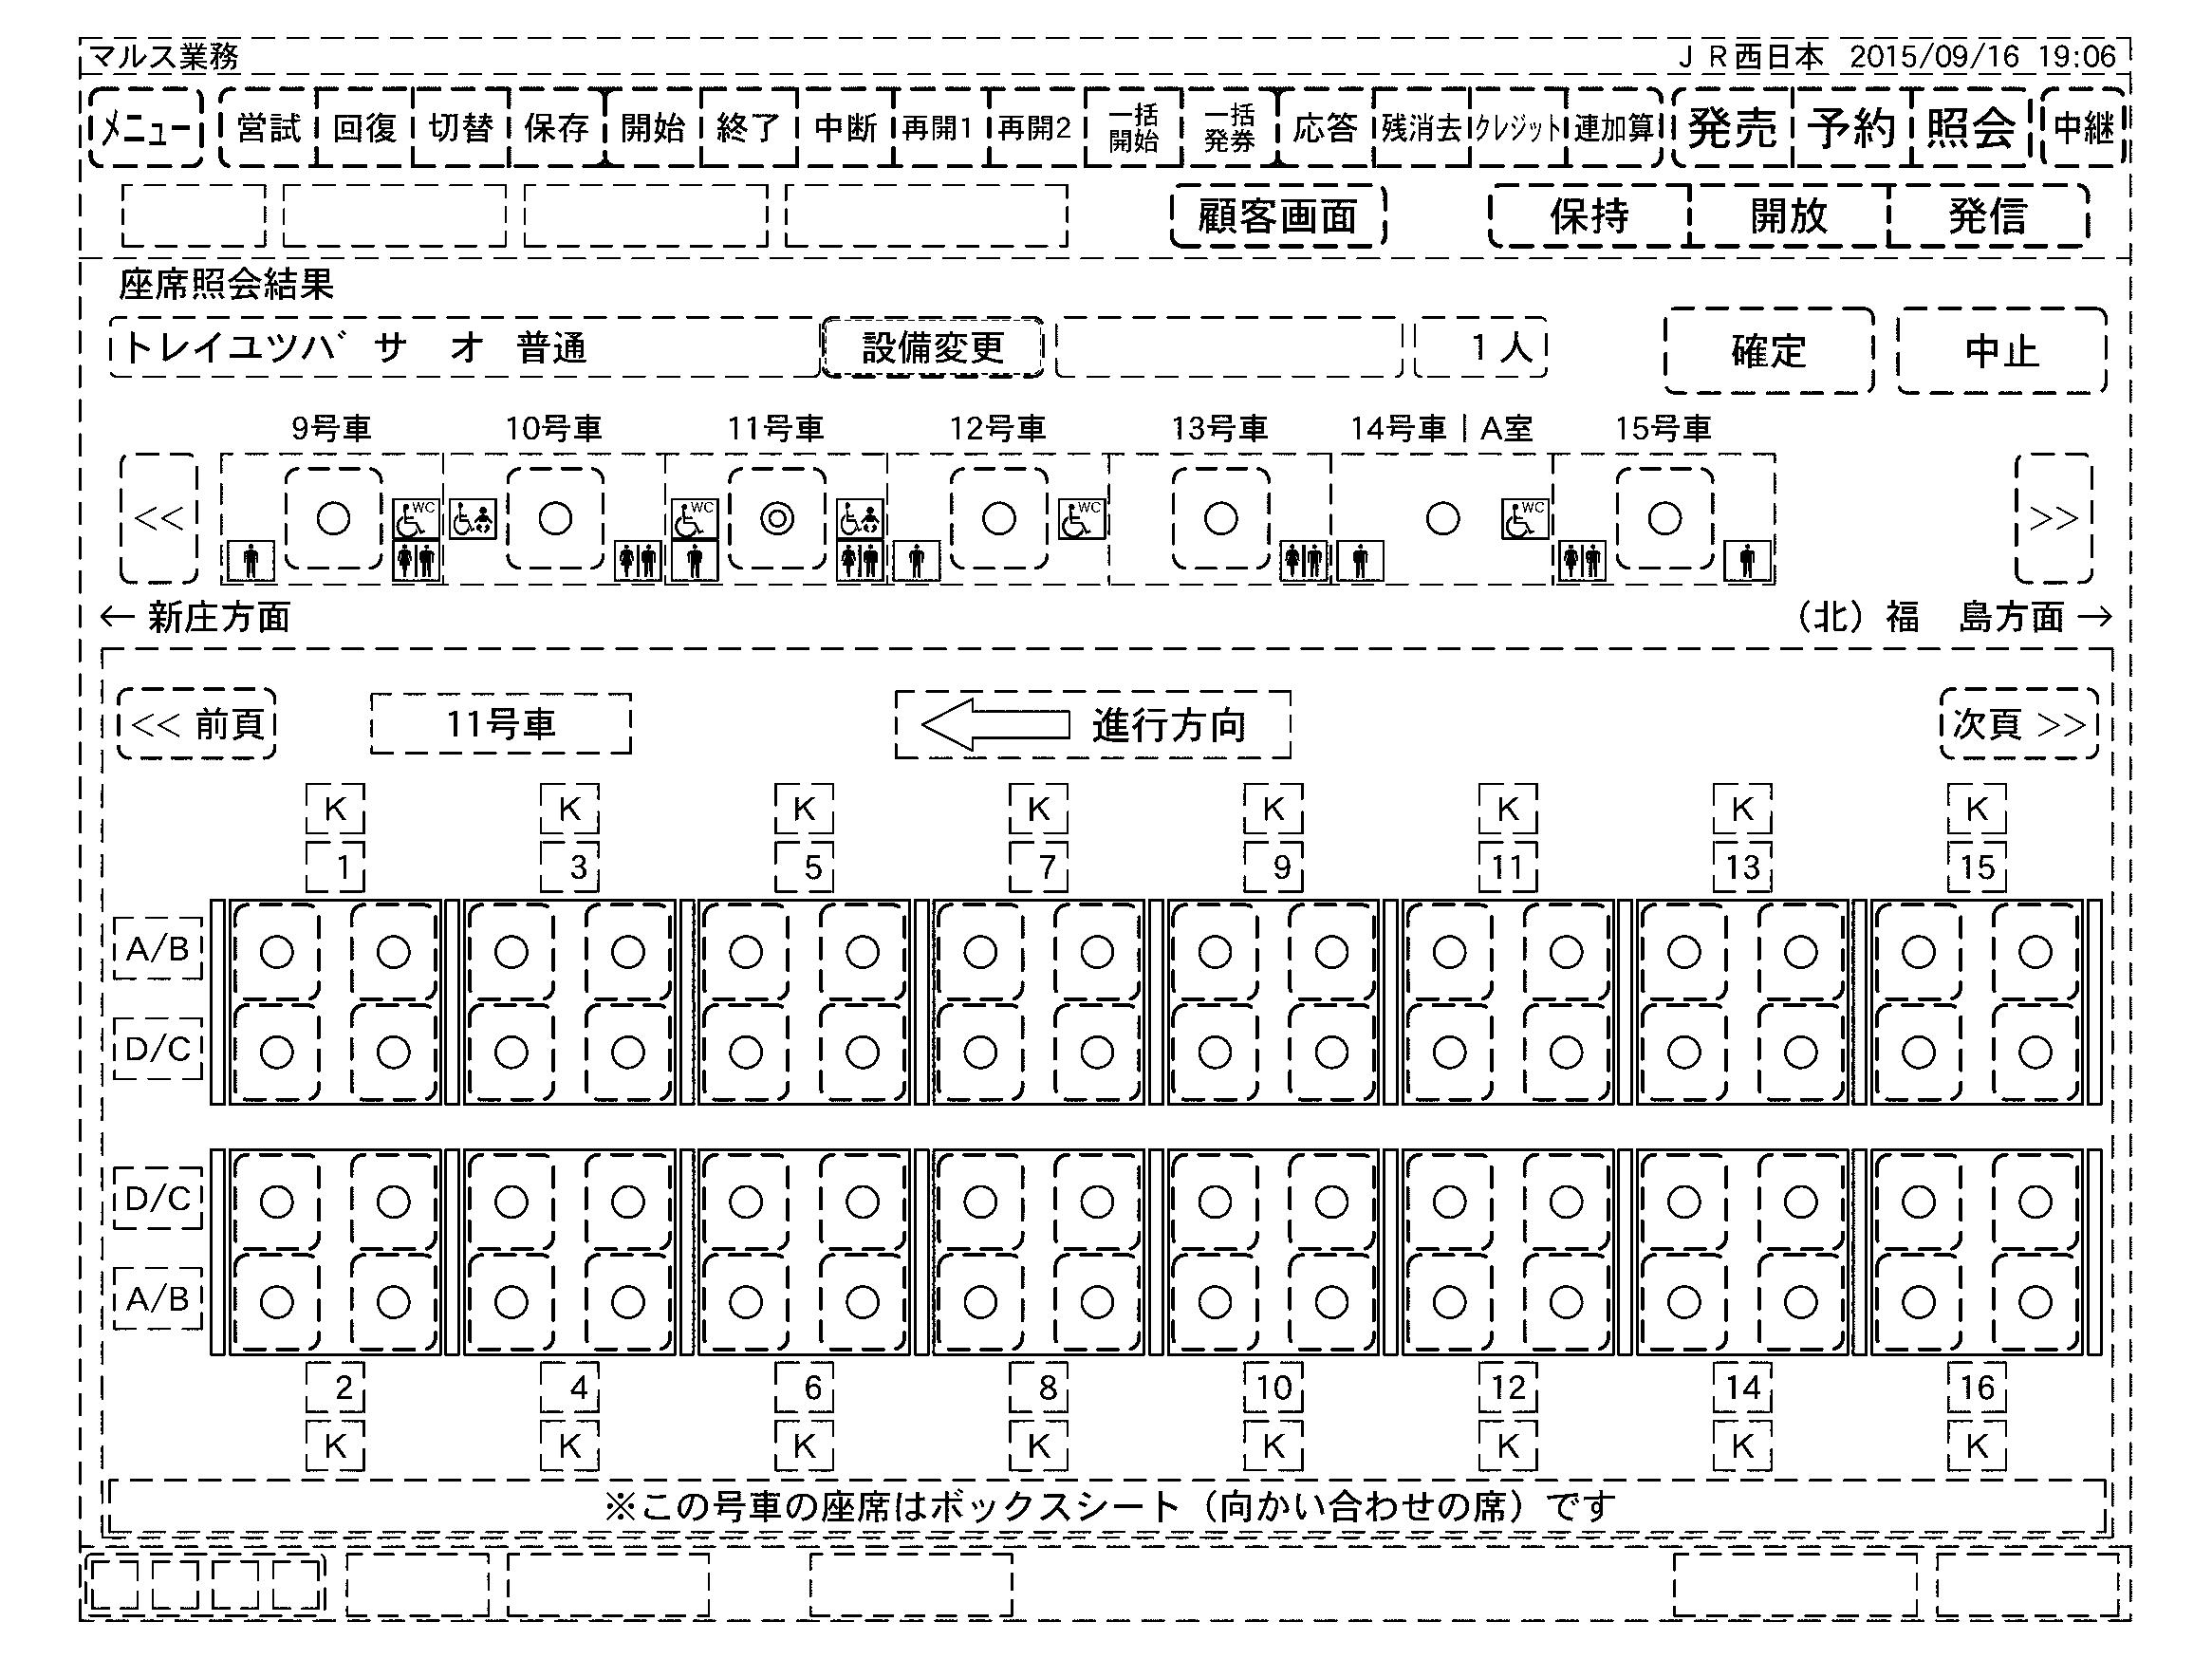 マルス業務 JR西日本 2015/09/16 19:06
メニュー 営試 回復 切替 保存 開始 終了 中断 再開1 再開2 一括開始 一括発券 応答 残消去 クレジット 連加算 発売 予約 照会 中継
顧客画面 保持 開放 発信
座席照会結果
トレイユツバサ オ 普通 設備変更 1人 確定 中止
9号車 10号車 11号車 12号車 13号車 14号車|A室 15号車
<< ○ ○ ◎ ○ ○ ○ ○ >>
WC WC WC WC
← 新庄方面 (北)福 島方面 →
<< 前頁 11号車 進行方向 次頁 >>
K K K K K K K K
1 3 5 7 9 11 13 15
A/B ○ ○ ○ ○ ○ ○ ○ ○ ○ ○ ○ ○ ○ ○ ○ ○
D/C ○ ○ ○ ○ ○ ○ ○ ○ ○ ○ ○ ○ ○ ○ ○ ○
D/C ○ ○ ○ ○ ○ ○ ○ ○ ○ ○ ○ ○ ○ ○ ○ ○
A/B ○ ○ ○ ○ ○ ○ ○ ○ ○ ○ ○ ○ ○ ○ ○ ○
2 4 6 8 10 12 14 16
K K K K K K K K
※この号車の座席はボックスシート(向かい合わせの席)です